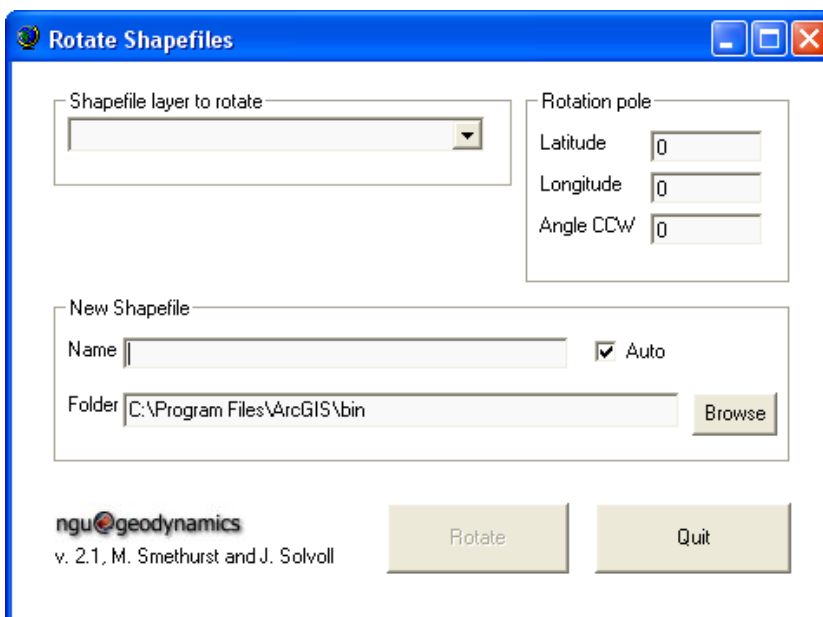 Rotate Shapefiles
Shapefile layer to rotate
Rotation pole
Latitude 0
Longitude 0
Angle CCW 0
New Shapefile
Name
Auto
Folder C:\Program Files\ArcGIS\bin
Browse
ngu@geodynamics
v. 2.1, M. Smethurst and J. Solvoll
Rotate
Quit